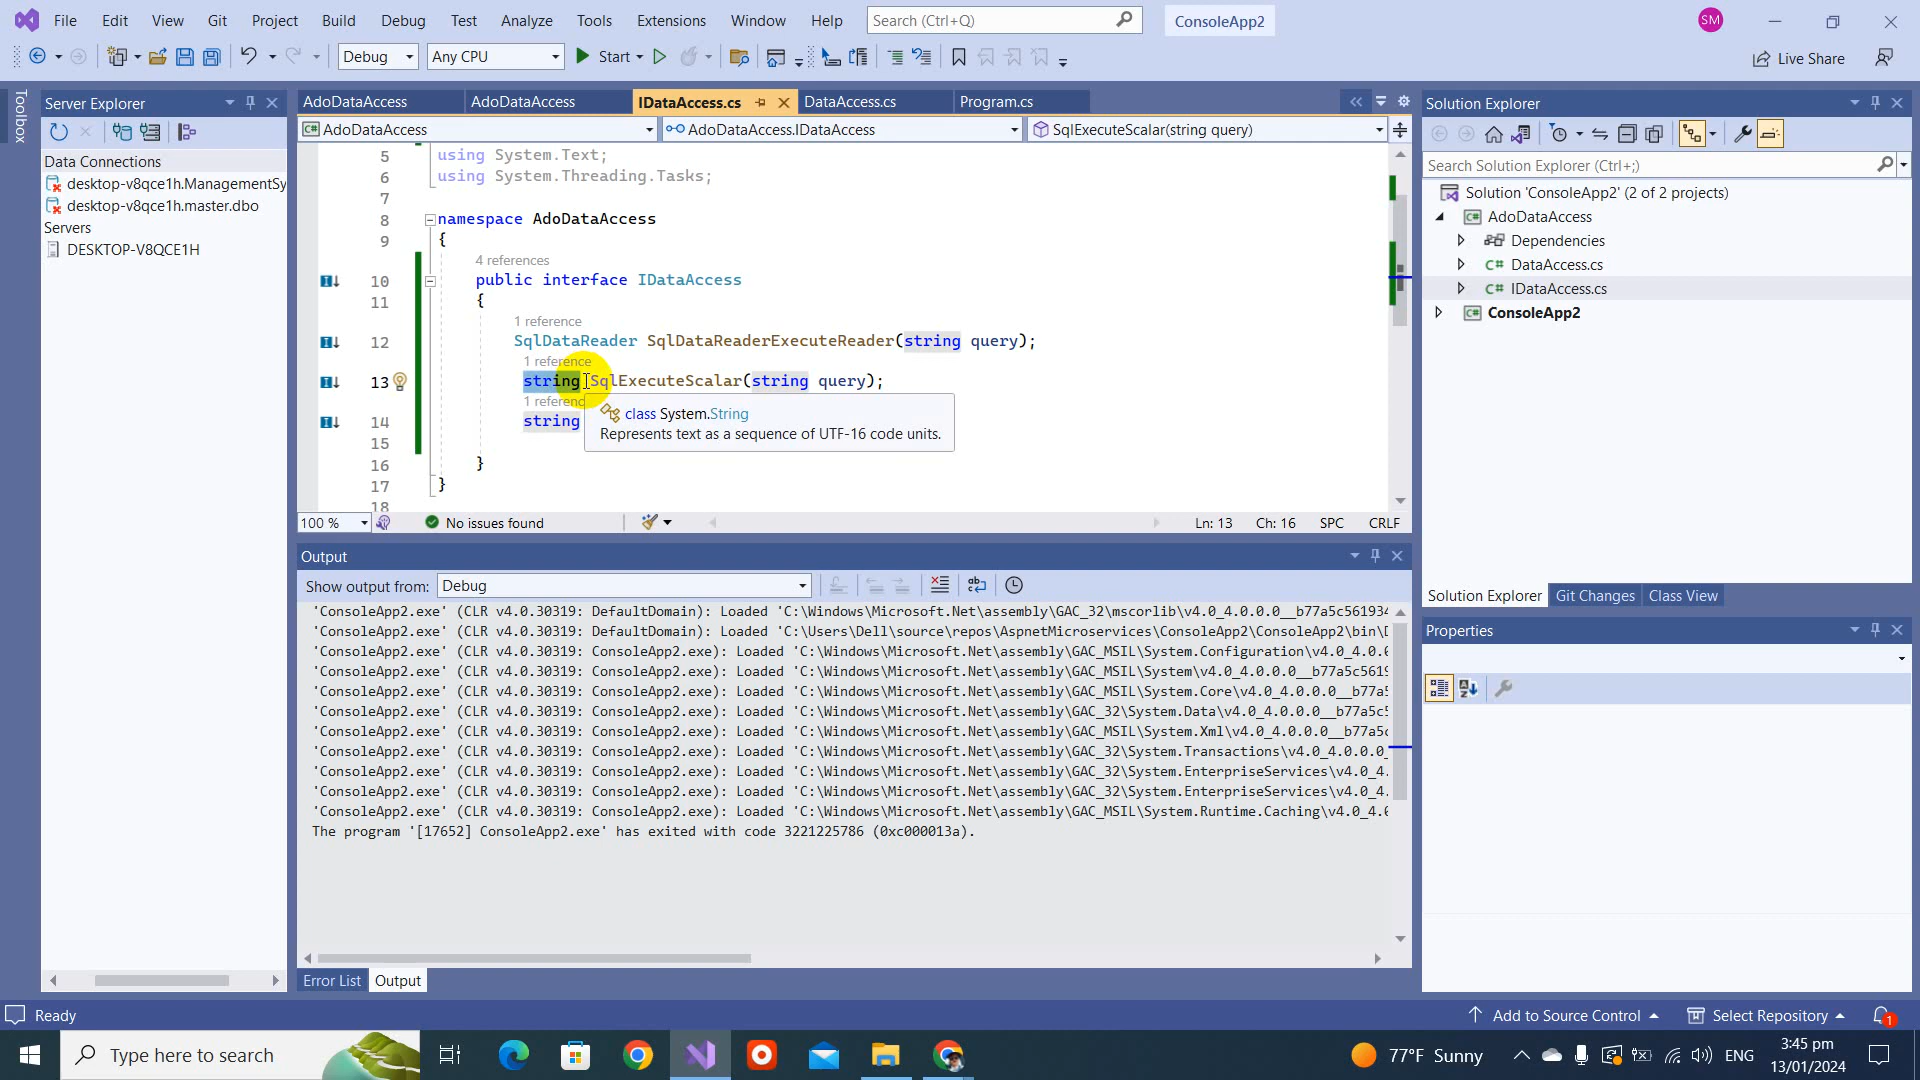 File Edit View Git Project Build Debug Test Analyze Tools Extensions Window Help Search (Ctrl+Q) ConsoleApp2 SM
Debug Any CPU Start Live Share
Toolbox
Server Explorer
Data Connections
desktop-v8qce1h.ManagementSy
desktop-v8qce1h.master.dbo
Servers
DESKTOP-V8QCE1H
AdoDataAccess AdoDataAccess IDataAccess.cs DataAccess.cs Program.cs
AdoDataAccess AdoDataAccess.IDataAccess SqlExecuteScalar(string query)
5 using System.Text;
6 using System.Threading.Tasks;
7
8 namespace AdoDataAccess
9 {
4 references
10 public interface IDataAccess
11 {
1 reference
12 SqlDataReader SqlDataReaderExecuteReader(string query);
1 reference
13 string SqlExecuteScalar(string query);
1 referenc
14 string
class System.String
Represents text as a sequence of UTF-16 code units.
15
16 }
17 }
18
100 % No issues found Ln: 13 Ch: 16 SPC CRLF
Output
Show output from: Debug
'ConsoleApp2.exe' (CLR v4.0.30319: DefaultDomain): Loaded 'C:\Windows\Microsoft.Net\assembly\GAC_32\mscorlib\v4.0_4.0.0.0__b77a5c561934
'ConsoleApp2.exe' (CLR v4.0.30319: DefaultDomain): Loaded 'C:\Users\Dell\source\repos\AspnetMicroservices\ConsoleApp2\ConsoleApp2\bin\D
'ConsoleApp2.exe' (CLR v4.0.30319: ConsoleApp2.exe): Loaded 'C:\Windows\Microsoft.Net\assembly\GAC_MSIL\System.Configuration\v4.0_4.0.0
'ConsoleApp2.exe' (CLR v4.0.30319: ConsoleApp2.exe): Loaded 'C:\Windows\Microsoft.Net\assembly\GAC_MSIL\System\v4.0_4.0.0.0__b77a5c5619
'ConsoleApp2.exe' (CLR v4.0.30319: ConsoleApp2.exe): Loaded 'C:\Windows\Microsoft.Net\assembly\GAC_MSIL\System.Core\v4.0_4.0.0.0__b77a5
'ConsoleApp2.exe' (CLR v4.0.30319: ConsoleApp2.exe): Loaded 'C:\Windows\Microsoft.Net\assembly\GAC_32\System.Data\v4.0_4.0.0.0__b77a5c5
'ConsoleApp2.exe' (CLR v4.0.30319: ConsoleApp2.exe): Loaded 'C:\Windows\Microsoft.Net\assembly\GAC_MSIL\System.Xml\v4.0_4.0.0.0__b77a5c
'ConsoleApp2.exe' (CLR v4.0.30319: ConsoleApp2.exe): Loaded 'C:\Windows\Microsoft.Net\assembly\GAC_32\System.Transactions\v4.0_4.0.0.0_
'ConsoleApp2.exe' (CLR v4.0.30319: ConsoleApp2.exe): Loaded 'C:\Windows\Microsoft.Net\assembly\GAC_32\System.EnterpriseServices\v4.0_4.
'ConsoleApp2.exe' (CLR v4.0.30319: ConsoleApp2.exe): Loaded 'C:\Windows\Microsoft.Net\assembly\GAC_32\System.EnterpriseServices\v4.0_4.
'ConsoleApp2.exe' (CLR v4.0.30319: ConsoleApp2.exe): Loaded 'C:\Windows\Microsoft.Net\assembly\GAC_MSIL\System.Runtime.Caching\v4.0_4.0
The program '[17652] ConsoleApp2.exe' has exited with code 3221225786 (0xc000013a).
Error List Output
Solution Explorer
Search Solution Explorer (Ctrl+;)
Solution 'ConsoleApp2' (2 of 2 projects)
AdoDataAccess
Dependencies
C# DataAccess.cs
C# IDataAccess.cs
ConsoleApp2
Solution Explorer Git Changes Class View
Properties
Ready Add to Source Control Select Repository 1
Type here to search 77°F Sunny ENG 3:45 pm
13/01/2024